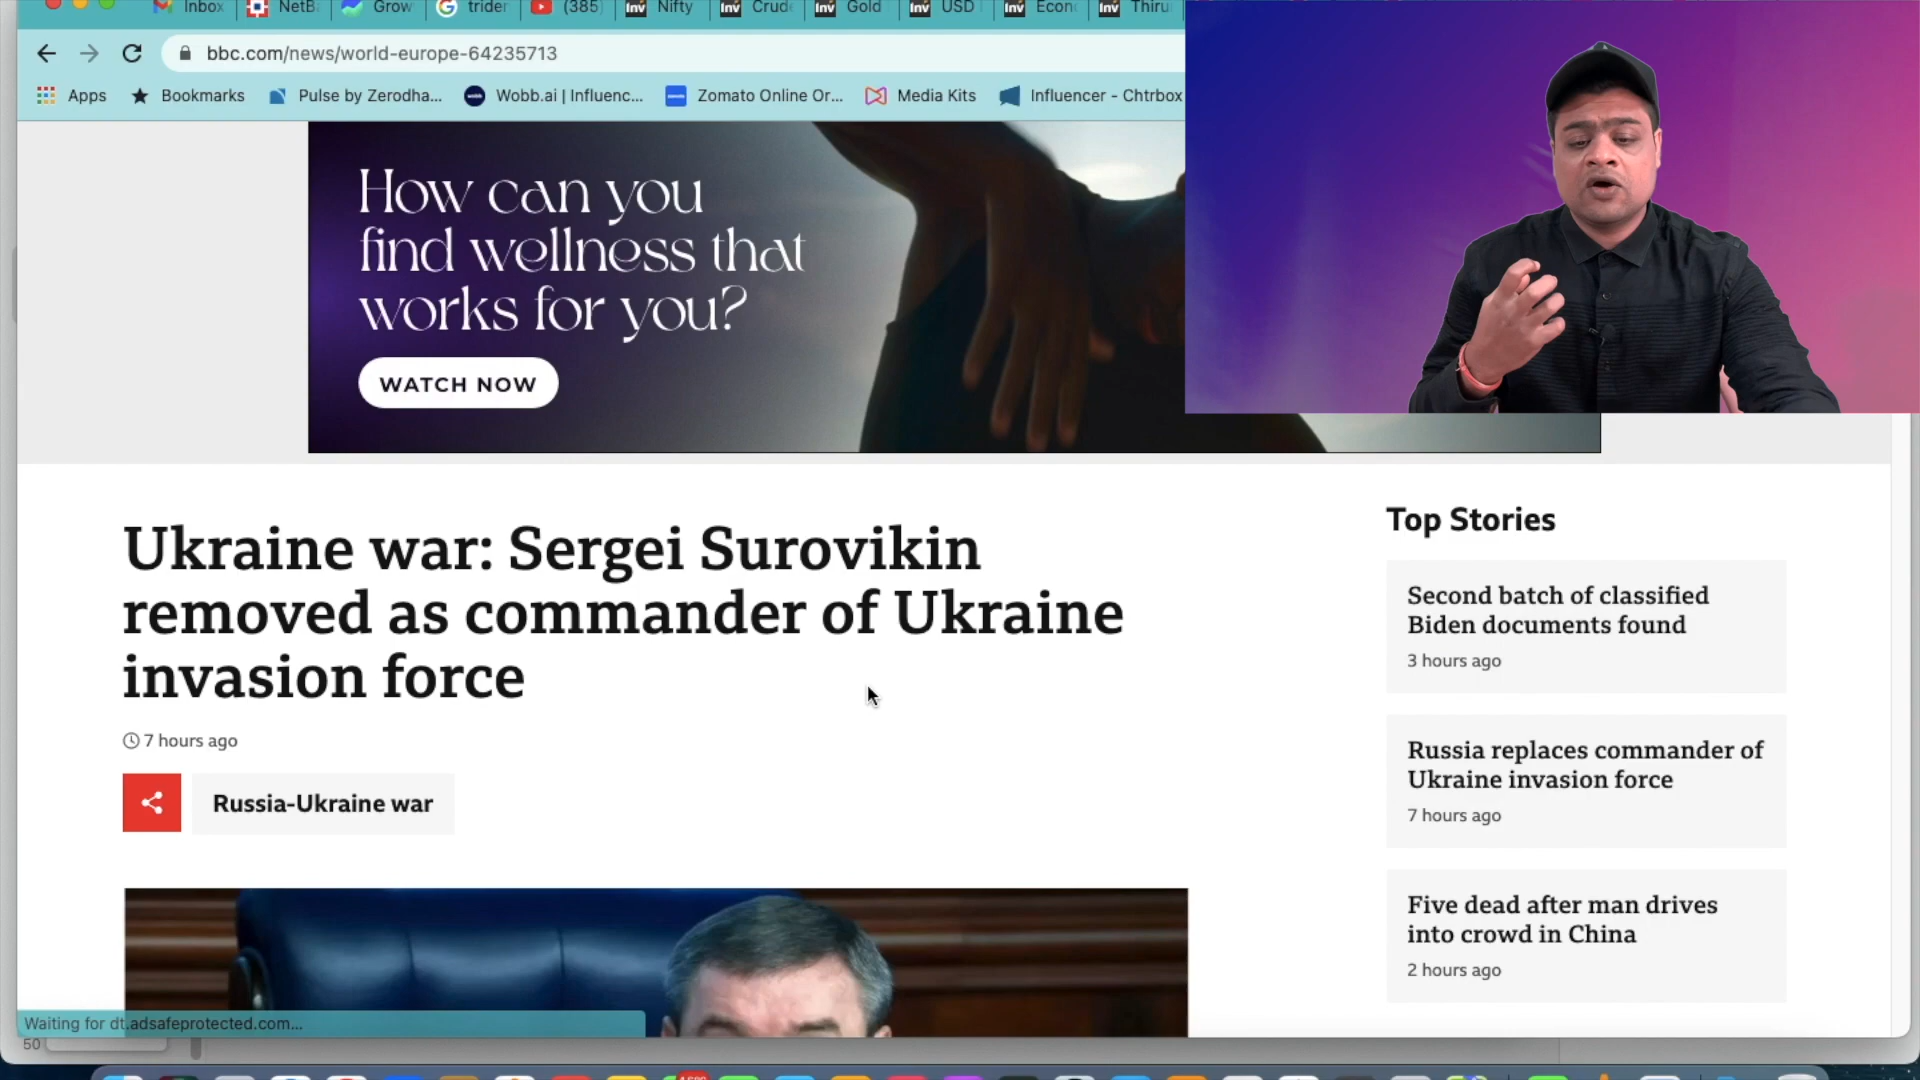 Inbox NetB Grow trider (385 Nifty Crud Gold USD Econ Thiru
bbc.com/news/world-europe-64235713
Apps Bookmarks Pulse by Zerodha... Wobb.ai | Influenc... Zomato Online Or... Media Kits Influencer - Chtrbox
How can you
find wellness that
works for you?
WATCH NOW
Ukraine war: Sergei Surovikin
removed as commander of Ukraine
invasion force
7 hours ago
Russia-Ukraine war
Top Stories
Second batch of classified
Biden documents found
3 hours ago
Russia replaces commander of
Ukraine invasion force
7 hours ago
Five dead after man drives
into crowd in China
2 hours ago
Waiting for dt.adsafeprotected.com...
50